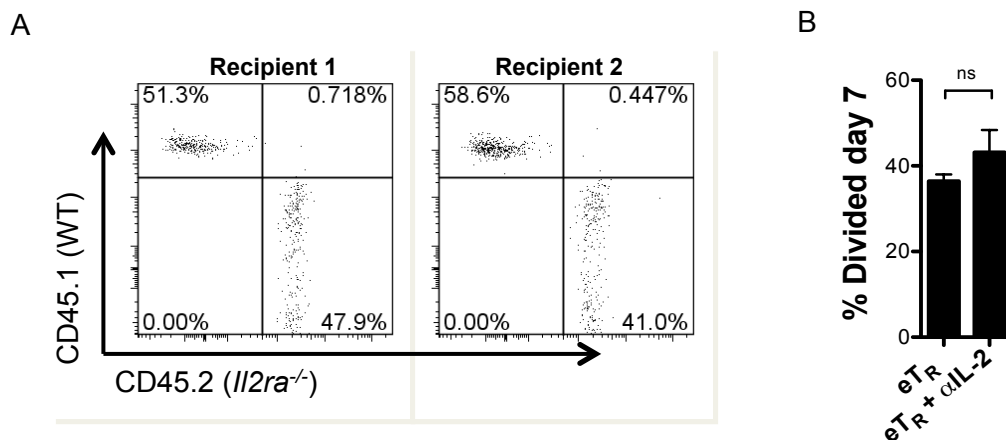 A
Recipient 1
51.3%
0.718%
0.00%
47.9%
Recipient 2
58.6%
0.447%
0.00%
41.0%
CD45.1 (WT)
CD45.2 (Il2ra-/-)
B
ns
% Divided day 7
60
40
20
0
eTR
eTR + αIL-2